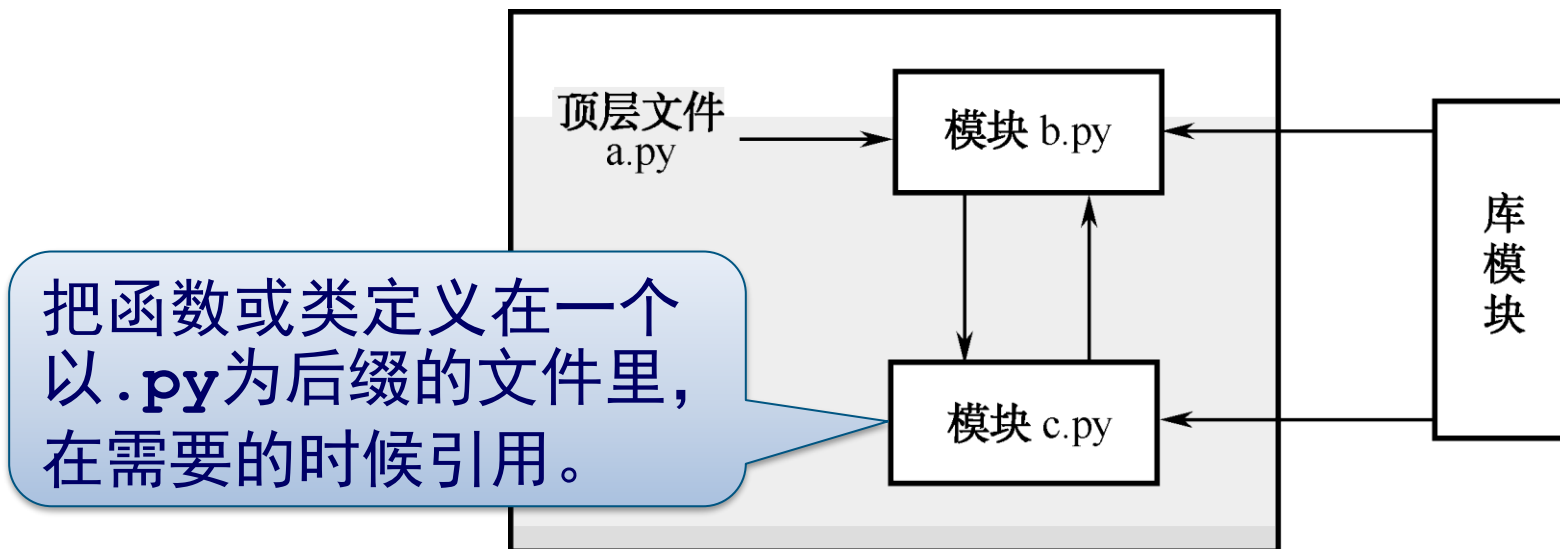 顶层文件
a.py
模块 b.py
库
模
块
把函数或类定义在一个
以.py为后缀的文件里，
在需要的时候引用。
模块 c.py